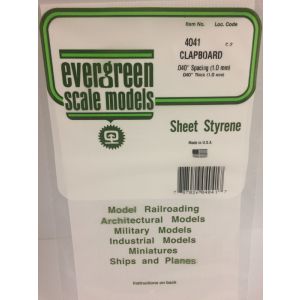 Item No. Loc. Code
4041
CLAPBOARD
.040" Spacing (1.0 mm)
.040" Thick (1.0 mm)
evergreen
scale models
Sheet Styrene
Made in U.S.A.
Model Railroading
Architectural Models
Military Models
Industrial Models
Miniatures
Ships and Planes
Instructions on back